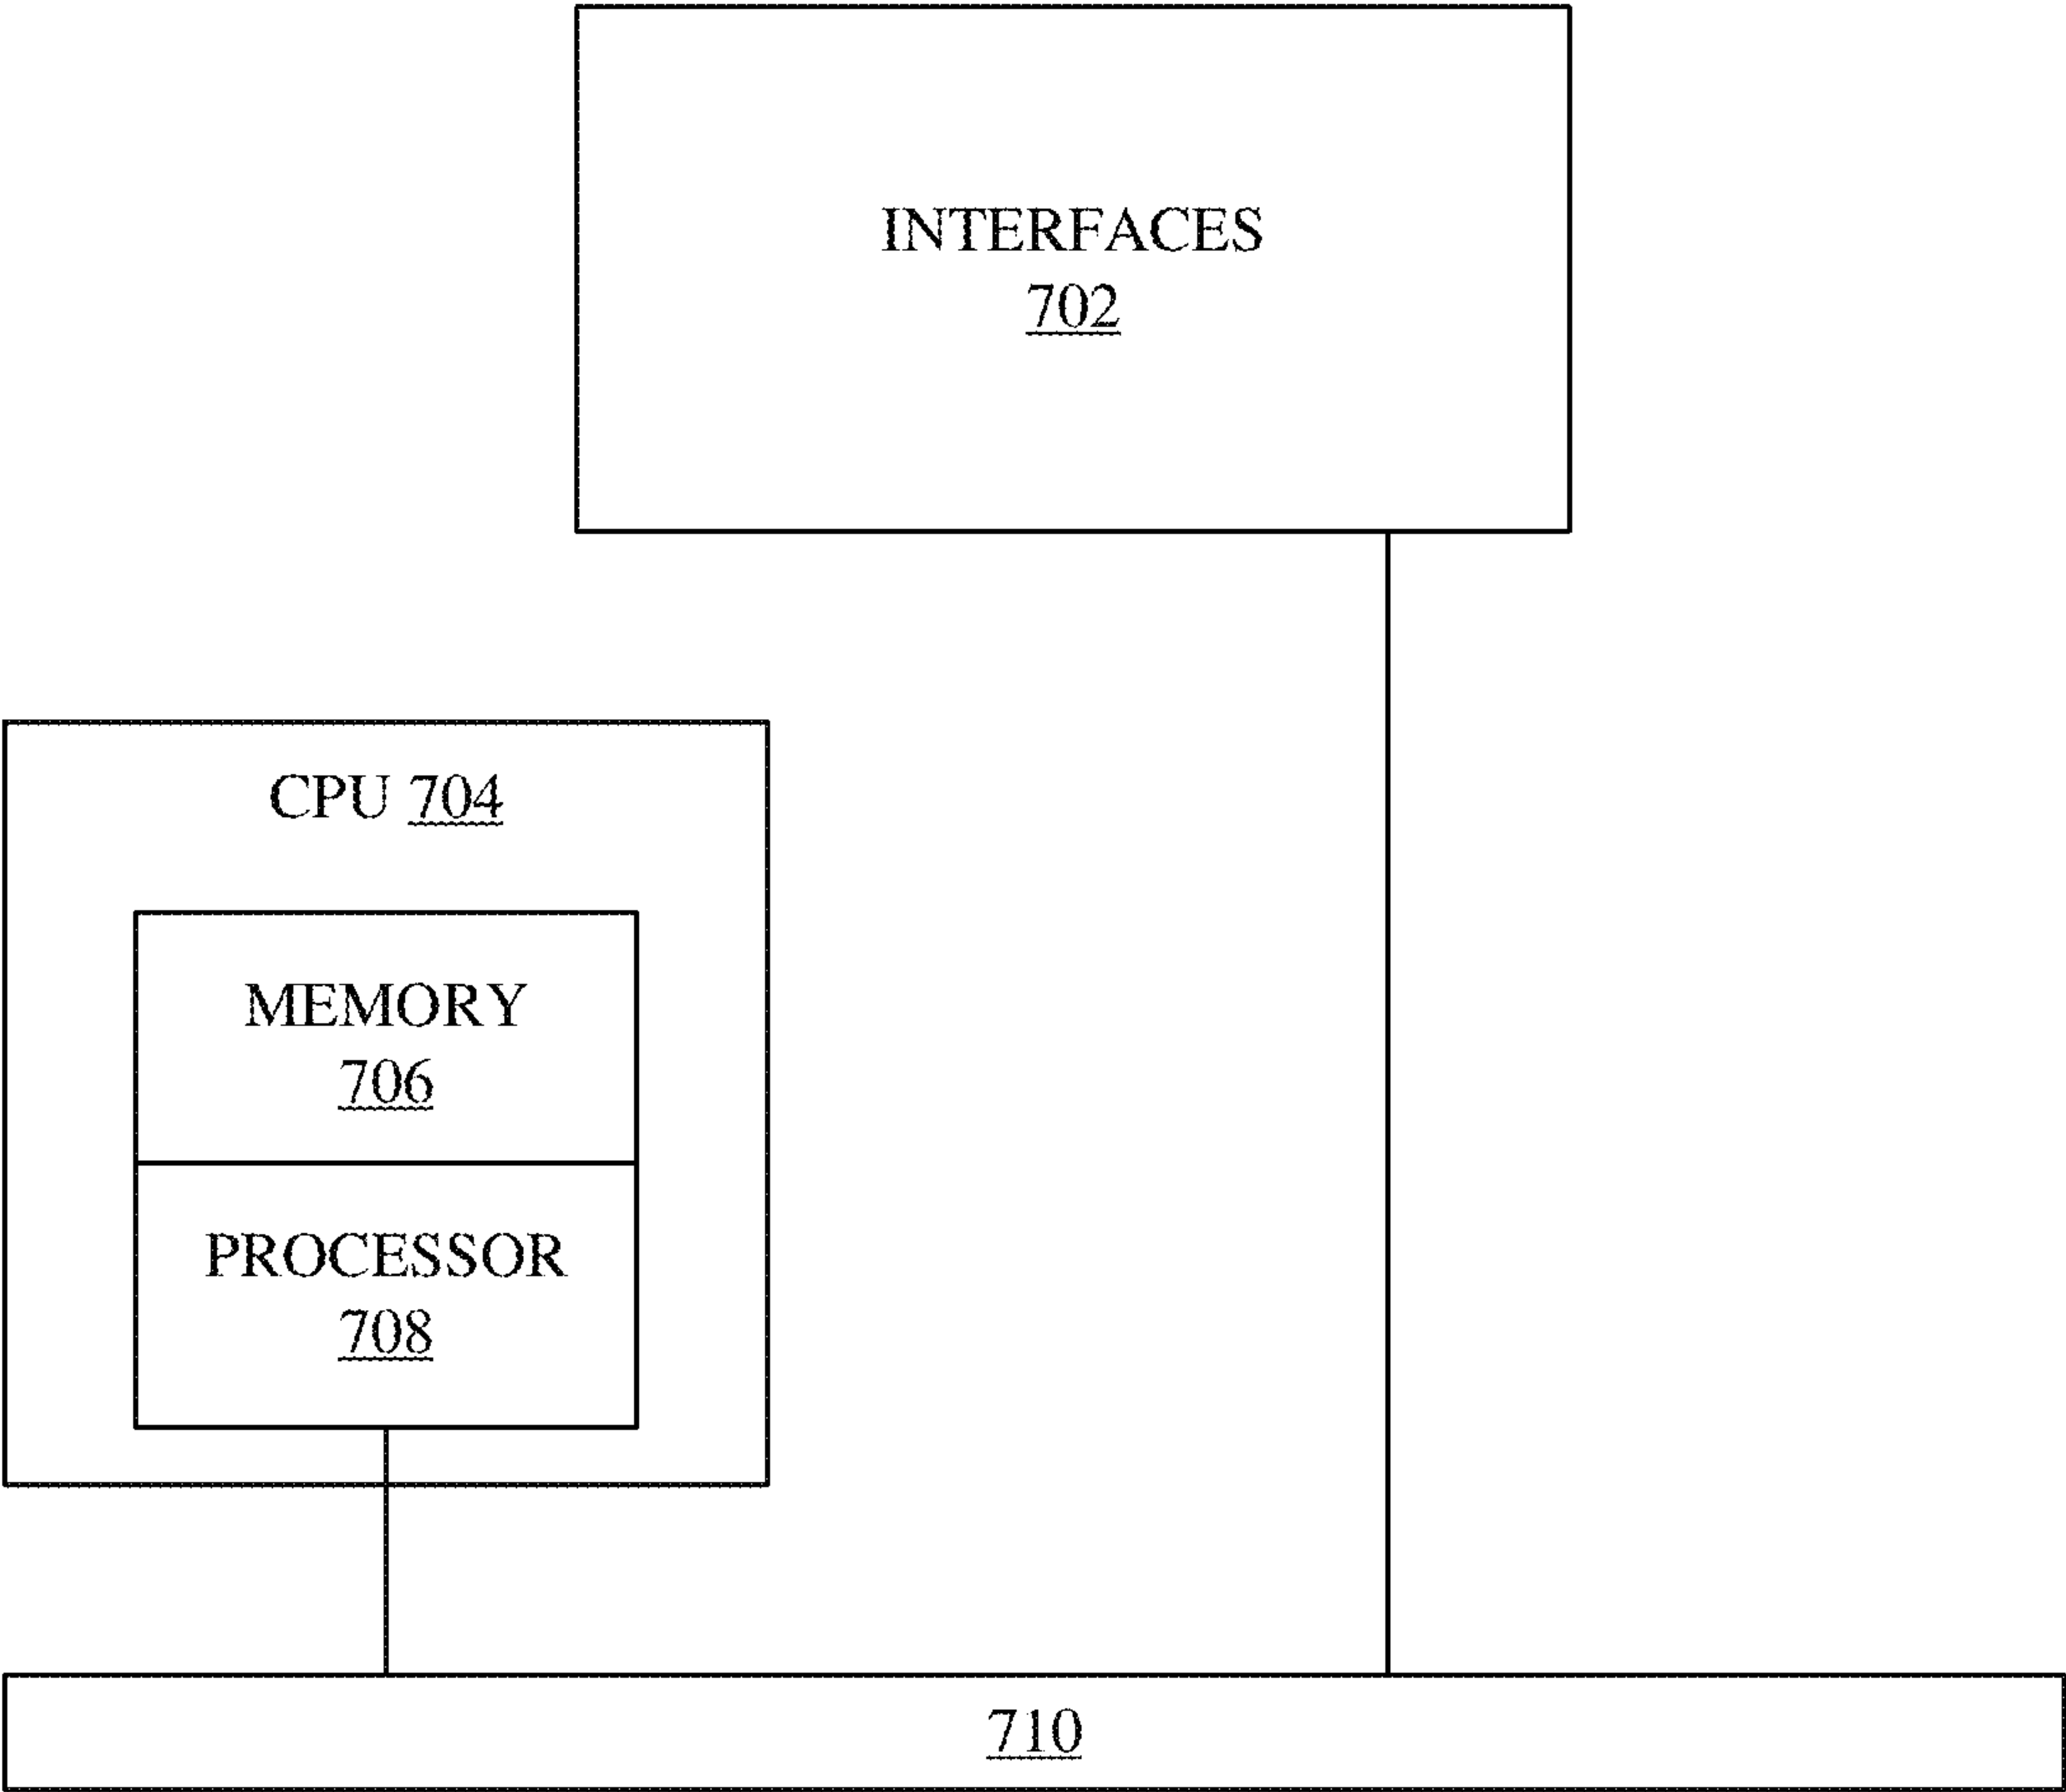 INTERFACES
702
CPU 704
MEMORY
706
PROCESSOR
708
710